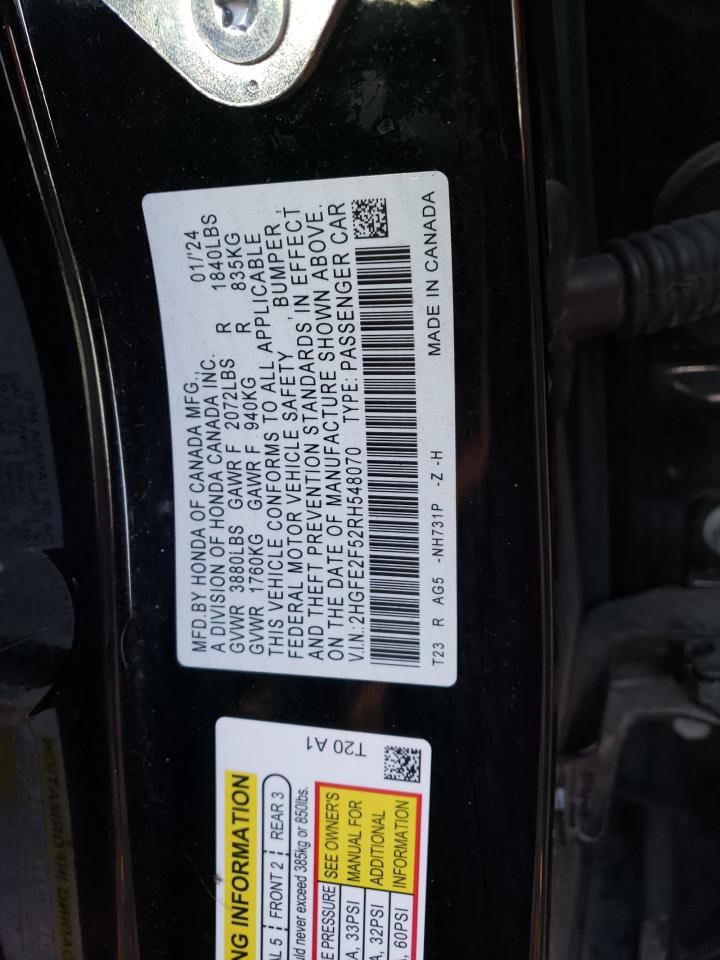 MFD.BY HONDA OF CANADA MFG., 01/'24
A DIVISION OF HONDA CANADA INC.
GVWR 3880LBS GAWR F 2072LBS R 1840LBS
GVWR 1760KG GAWR F 940KG R 835KG
THIS VEHICLE CONFORMS TO ALL APPLICABLE
FEDERAL MOTOR VEHICLE SAFETY, BUMPER,
AND THEFT PREVENTION STANDARDS IN EFFECT
ON THE DATE OF MANUFACTURE SHOWN ABOVE.
V.I.N.:2HGFE2F52RH548070 TYPE: PASSENGER CAR
T23 R AG5 -NH731P -Z -H MADE IN CANADA
T20 A1
NG INFORMATION
AL 5 FRONT 2 REAR 3
uld never exceed 385kg or 850lbs.
E PRESSURE SEE OWNER'S
A, 33PSI MANUAL FOR
A, 32PSI ADDITIONAL
, 60PSI INFORMATION